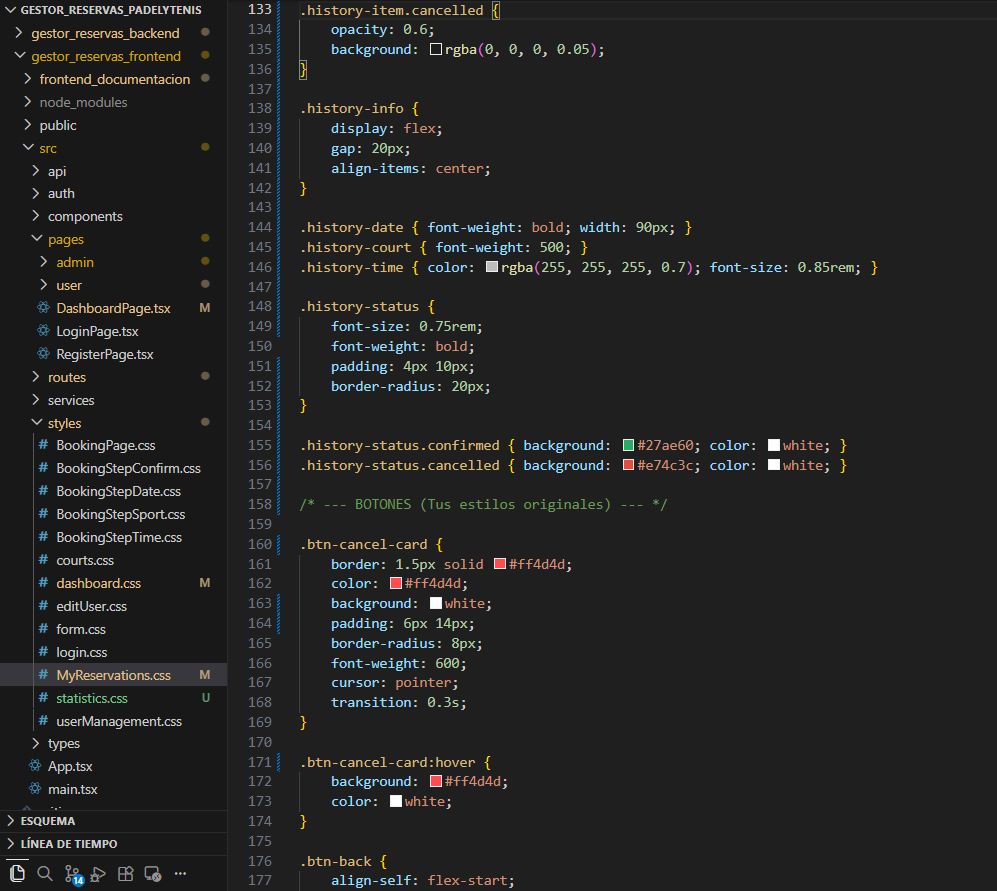 GESTOR_RESERVAS_PADELYTENIS
gestor_reservas_backend
gestor_reservas_frontend
frontend_documentacion
node_modules
public
src
api
auth
components
pages
admin
user
DashboardPage.tsx M
LoginPage.tsx
RegisterPage.tsx
routes
services
styles
# BookingPage.css
# BookingStepConfirm.css
# BookingStepDate.css
# BookingStepSport.css
# BookingStepTime.css
# courts.css
# dashboard.css M
# editUser.css
# form.css
# login.css
# MyReservations.css M
# statistics.css U
# userManagement.css
types
App.tsx
main.tsx
ESQUEMA
LÍNEA DE TIEMPO
14
133 .history-item.cancelled {
134 opacity: 0.6;
135 background: rgba(0, 0, 0, 0.05);
136 }
137
138 .history-info {
139 display: flex;
140 gap: 20px;
141 align-items: center;
142 }
143
144 .history-date { font-weight: bold; width: 90px; }
145 .history-court { font-weight: 500; }
146 .history-time { color: rgba(255, 255, 255, 0.7); font-size: 0.85rem; }
147
148 .history-status {
149 font-size: 0.75rem;
150 font-weight: bold;
151 padding: 4px 10px;
152 border-radius: 20px;
153 }
154
155 .history-status.confirmed { background: #27ae60; color: white; }
156 .history-status.cancelled { background: #e74c3c; color: white; }
157
158 /* --- BOTONES (Tus estilos originales) --- */
159
160 .btn-cancel-card {
161 border: 1.5px solid #ff4d4d;
162 color: #ff4d4d;
163 background: white;
164 padding: 6px 14px;
165 border-radius: 8px;
166 font-weight: 600;
167 cursor: pointer;
168 transition: 0.3s;
169 }
170
171 .btn-cancel-card:hover {
172 background: #ff4d4d;
173 color: white;
174 }
175
176 .btn-back {
177 align-self: flex-start;